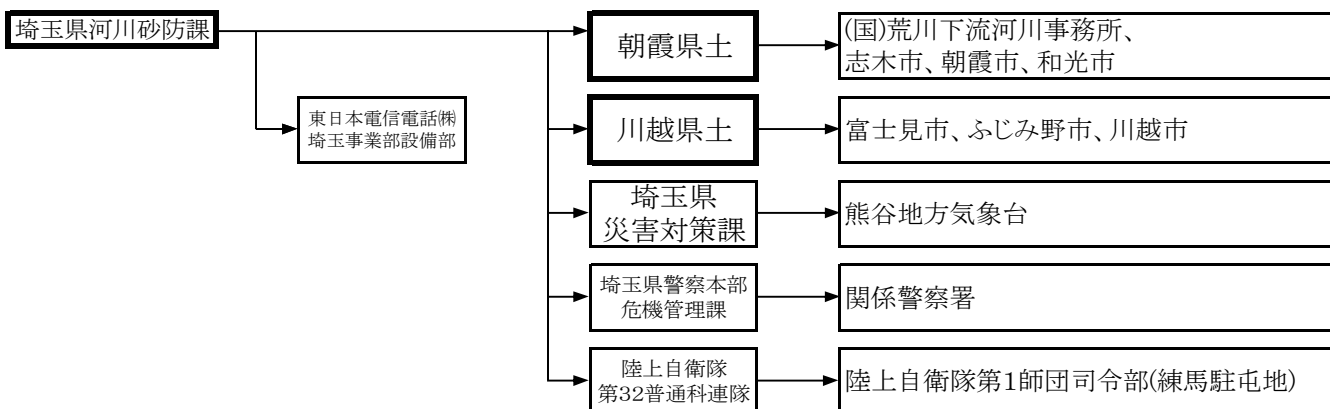 埼玉県河川砂防課
朝霞県土
(国)荒川下流河川事務所、
志木市、朝霞市、和光市
東日本電信電話㈱
埼玉事業部設備部
川越県土
富士見市、ふじみ野市、川越市
埼玉県
災害対策課
熊谷地方気象台
埼玉県警察本部
危機管理課
関係警察署
陸上自衛隊
第32普通科連隊
陸上自衛隊第1師団司令部(練馬駐屯地)